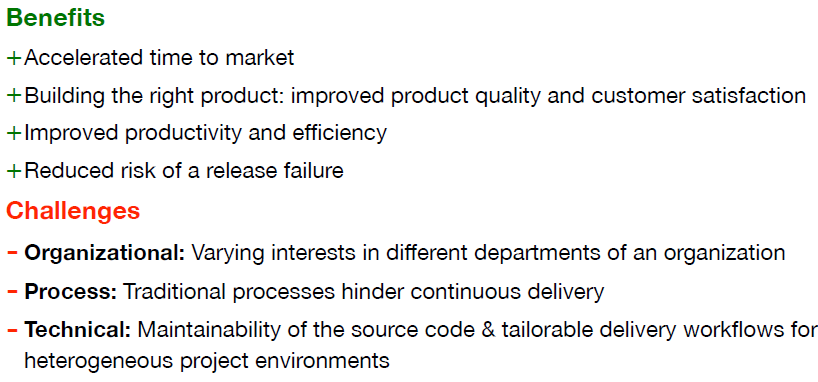 Benefits
+Accelerated time to market
+Building the right product: improved product quality and customer satisfaction
+Improved productivity and efficiency
+Reduced risk of a release failure
Challenges
- Organizational: Varying interests in different departments of an organization
- Process: Traditional processes hinder continuous delivery
- Technical: Maintainability of the source code & tailorable delivery workflows for
heterogeneous project environments